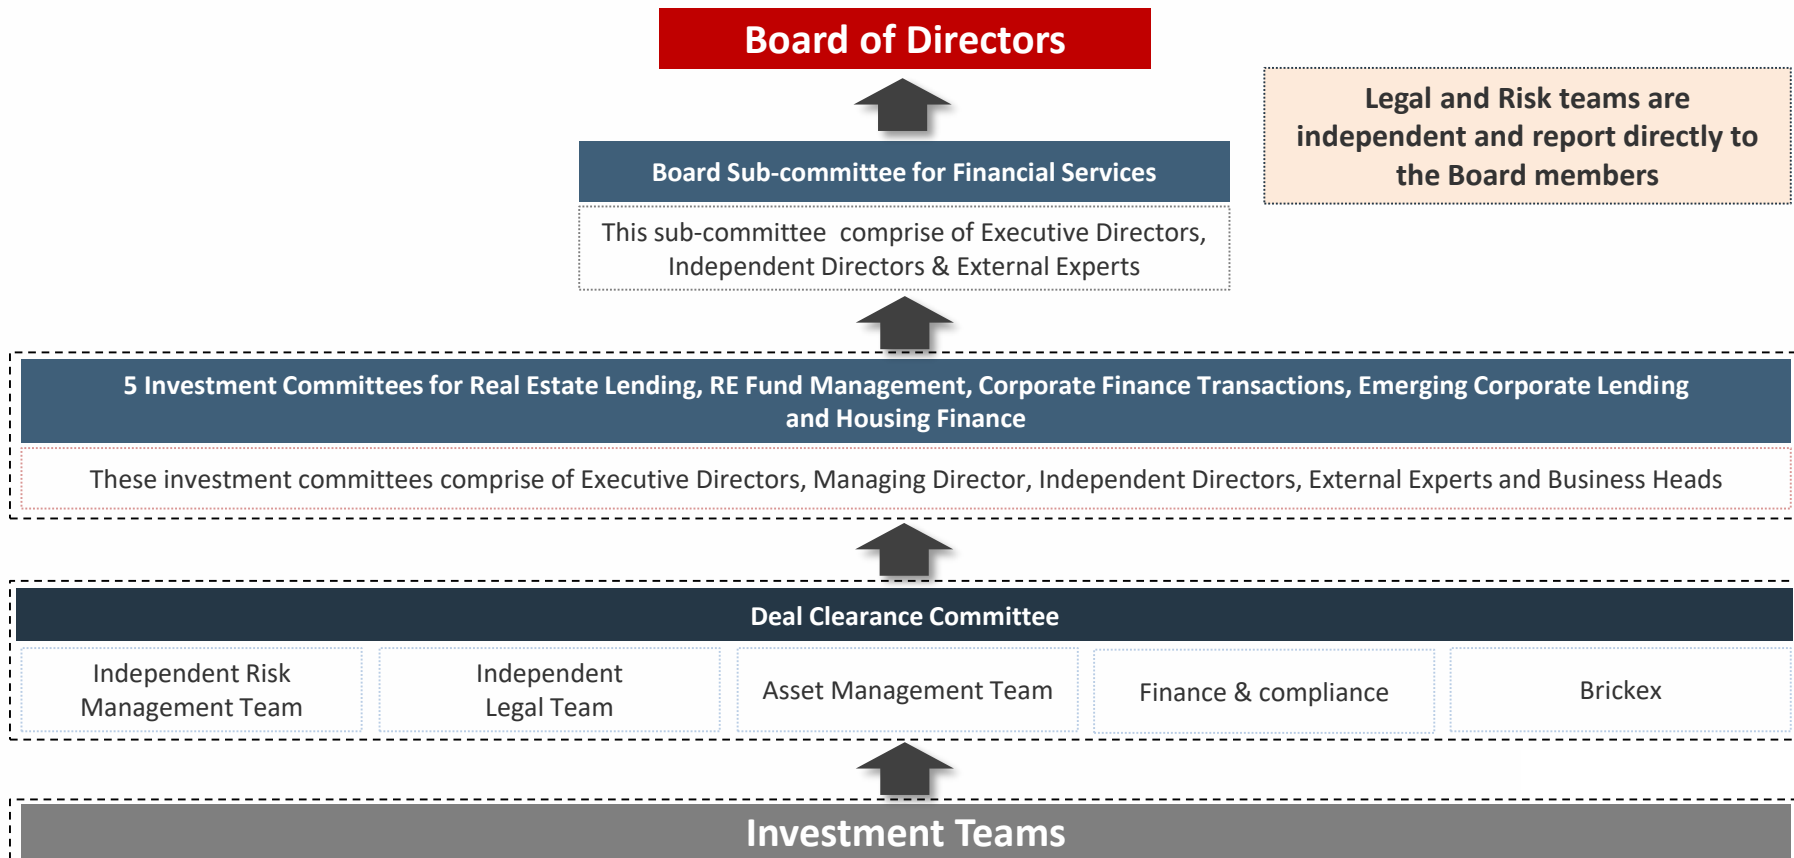 Board of Directors
Legal and Risk teams are
independent and report directly to
the Board members
Board Sub-committee for Financial Services
This sub-committee comprise of Executive Directors,
Independent Directors & External Experts
5 Investment Committees for Real Estate Lending, RE Fund Management, Corporate Finance Transactions, Emerging Corporate Lending
and Housing Finance
These investment committees comprise of Executive Directors, Managing Director, Independent Directors, External Experts and Business Heads
Deal Clearance Committee
Independent Risk
Management Team
Independent
Legal Team
Asset Management Team
Finance & compliance
Brickex
Investment Teams